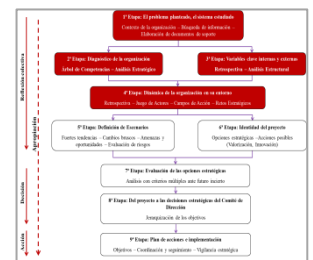 1ª Etapa: El problema planteado, el sistema estudiado
Contexto de la organización – Búsqueda de información –
Elaboración de documentos de soporte
2ª Etapa: Diagnóstico de la organización
Árbol de Competencias – Análisis Estratégico
3ª Etapa: Variables clave internas y externas
Retrospectiva – Análisis Estructural
4ª Etapa: Dinámica de la organización en su entorno
Retrospectiva – Juego de Actores – Campos de Acción – Retos Estratégicos
5ª Etapa: Definición de Escenarios
Fuertes tendencias – Cambios bruscos – Amenazas y
oportunidades – Evaluación de riesgos
6ª Etapa: Identidad del proyecto
Opciones estratégicas – Acciones posibles
(Valorización, Innovación)
7ª Etapa: Evaluación de las opciones estratégicas
Análisis con criterios múltiples ante futuro incierto
8ª Etapa: Del proyecto a las decisiones estratégicas del Comité de
Dirección
Jerarquización de los objetivos
9ª Etapa: Plan de acciones e implementación
Objetivos – Coordinación y seguimiento – Vigilancia estratégica
Reflexión colectiva
Apropiación
Decisión
Acción